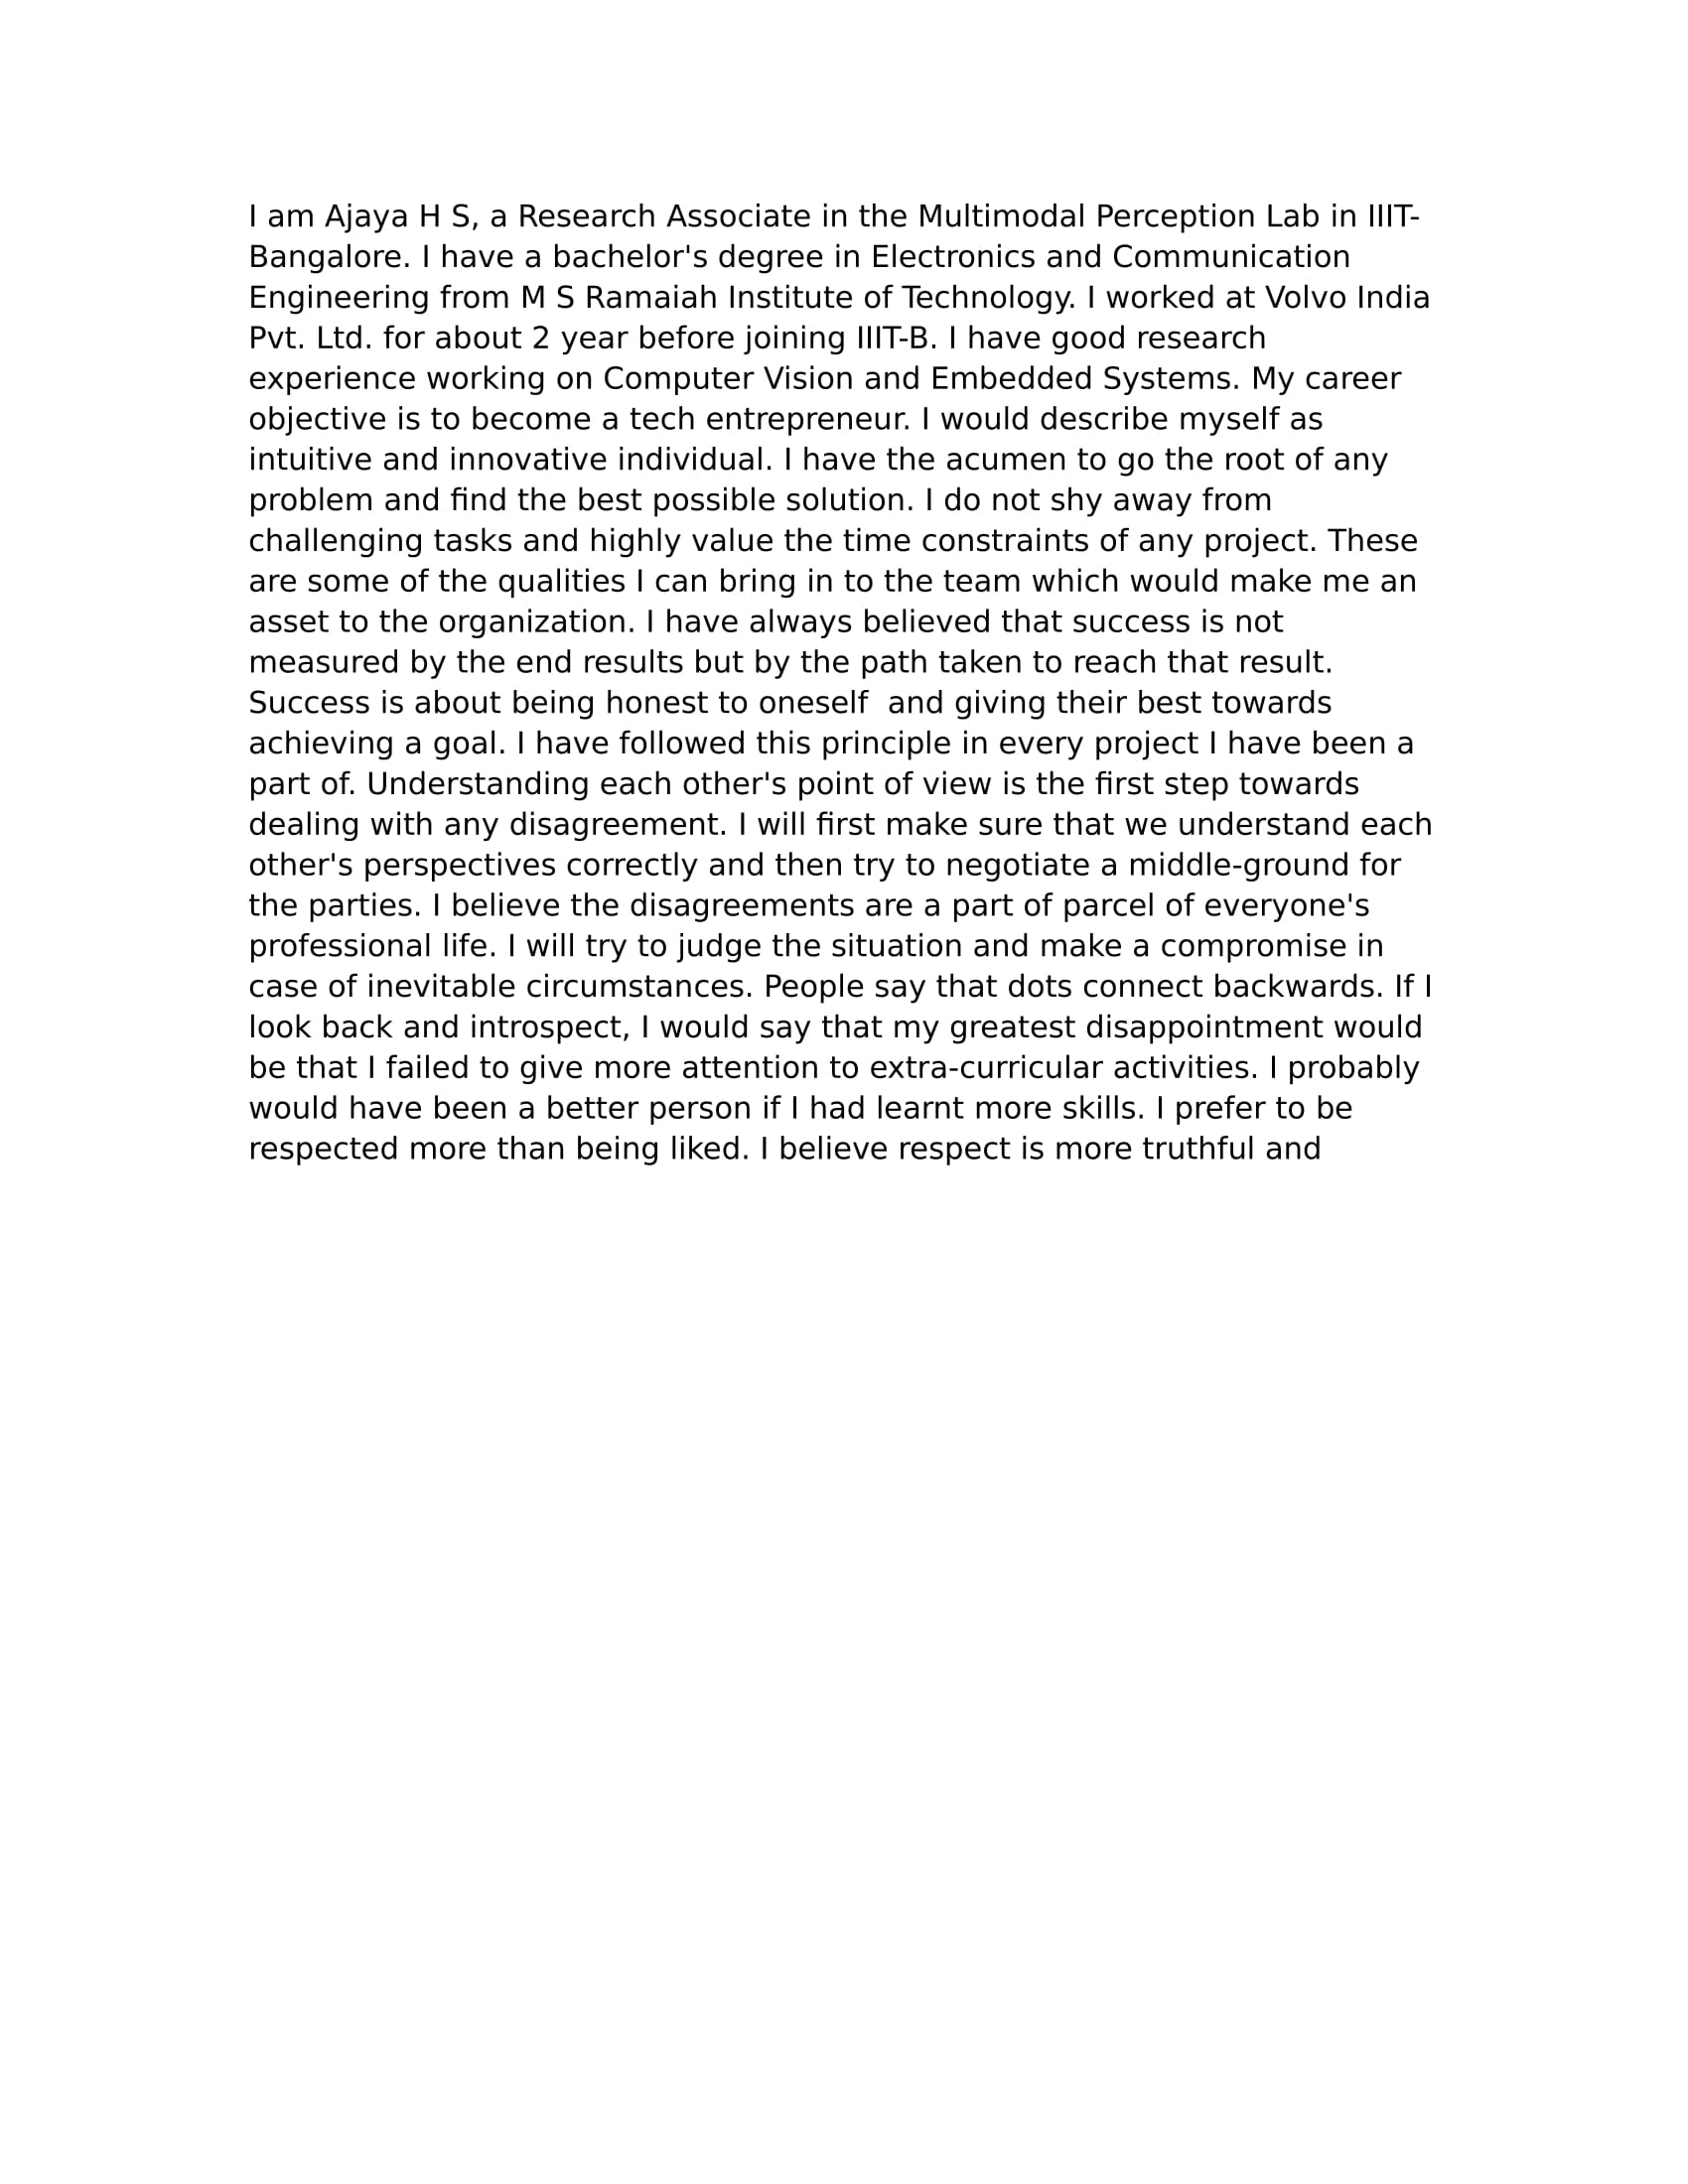 I am Ajaya H S, a Research Associate in the Multimodal Perception Lab in IIIT-
Bangalore. I have a bachelor's degree in Electronics and Communication
Engineering from M S Ramaiah Institute of Technology. I worked at Volvo India
Pvt. Ltd. for about 2 year before joining IIIT-B. I have good research
experience working on Computer Vision and Embedded Systems. My career
objective is to become a tech entrepreneur. I would describe myself as
intuitive and innovative individual. I have the acumen to go the root of any
problem and find the best possible solution. I do not shy away from
challenging tasks and highly value the time constraints of any project. These
are some of the qualities I can bring in to the team which would make me an
asset to the organization. I have always believed that success is not
measured by the end results but by the path taken to reach that result.
Success is about being honest to oneself  and giving their best towards
achieving a goal. I have followed this principle in every project I have been a
part of. Understanding each other's point of view is the first step towards
dealing with any disagreement. I will first make sure that we understand each
other's perspectives correctly and then try to negotiate a middle-ground for
the parties. I believe the disagreements are a part of parcel of everyone's
professional life. I will try to judge the situation and make a compromise in
case of inevitable circumstances. People say that dots connect backwards. If I
look back and introspect, I would say that my greatest disappointment would
be that I failed to give more attention to extra-curricular activities. I probably
would have been a better person if I had learnt more skills. I prefer to be
respected more than being liked. I believe respect is more truthful and